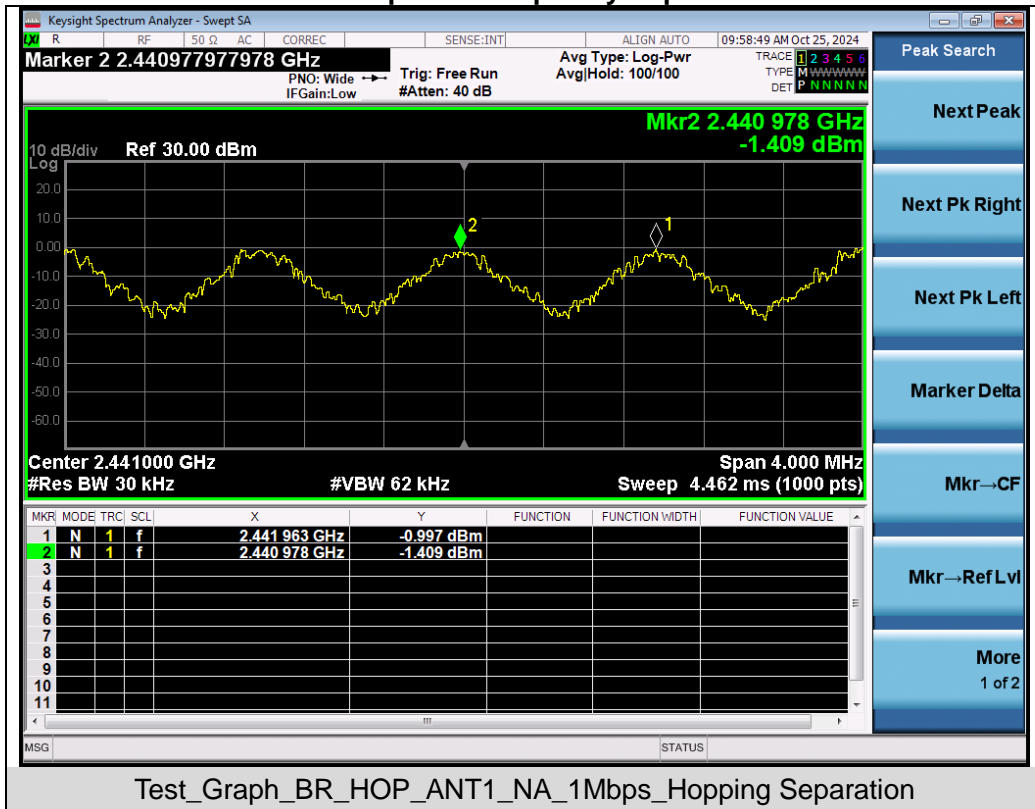 Keysight Spectrum Analyzer - Swept SA
LXI R RF 50 Ω AC CORREC SENSE:INT ALIGN AUTO 09:58:49 AM Oct 25, 2024
Marker 2 2.440977977978 GHz
PNO: Wide
IFGain:Low
Trig: Free Run
#Atten: 40 dB
Avg Type: Log-Pwr
Avg|Hold: 100/100
TRACE 1 2 3 4 5 6
TYPE M WWWWW
DET P N N N N N
Peak Search
Next Peak
Next Pk Right
Next Pk Left
Marker Delta
Mkr→CF
Mkr→Ref Lvl
More
1 of 2
Mkr2 2.440 978 GHz
-1.409 dBm
10 dB/div Ref 30.00 dBm
Log
20.0
10.0
0.00
-10.0
-20.0
-30.0
-40.0
-50.0
-60.0
2
1
Center 2.441000 GHz Span 4.000 MHz
#Res BW 30 kHz #VBW 62 kHz Sweep 4.462 ms (1000 pts)
MKR MODE TRC SCL X Y FUNCTION FUNCTION WIDTH FUNCTION VALUE
1 N 1 f 2.441 963 GHz -0.997 dBm
2 N 1 f 2.440 978 GHz -1.409 dBm
3
4
5
6
7
8
9
10
11
MSG STATUS
Test_Graph_BR_HOP_ANT1_NA_1Mbps_Hopping Separation